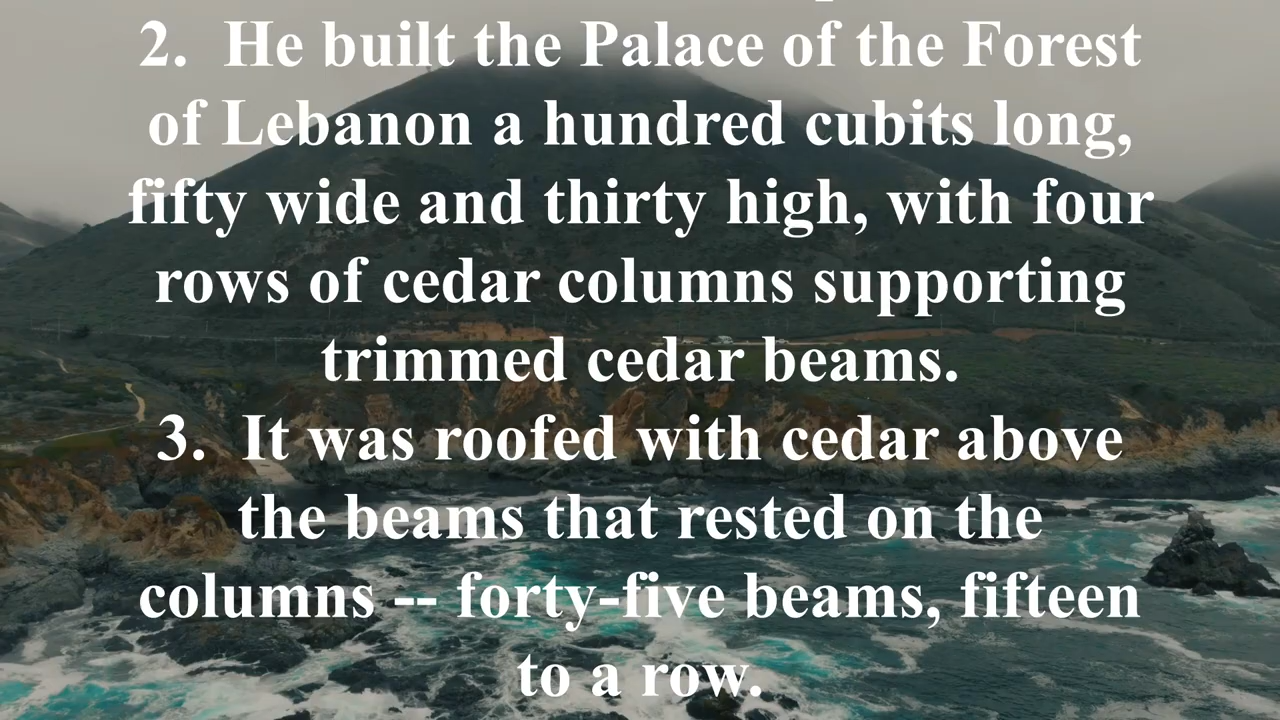 2.  He built the Palace of the Forest
of Lebanon a hundred cubits long,
fifty wide and thirty high, with four
rows of cedar columns supporting
trimmed cedar beams.
3.  It was roofed with cedar above
the beams that rested on the
columns -- forty-five beams, fifteen
to a row.